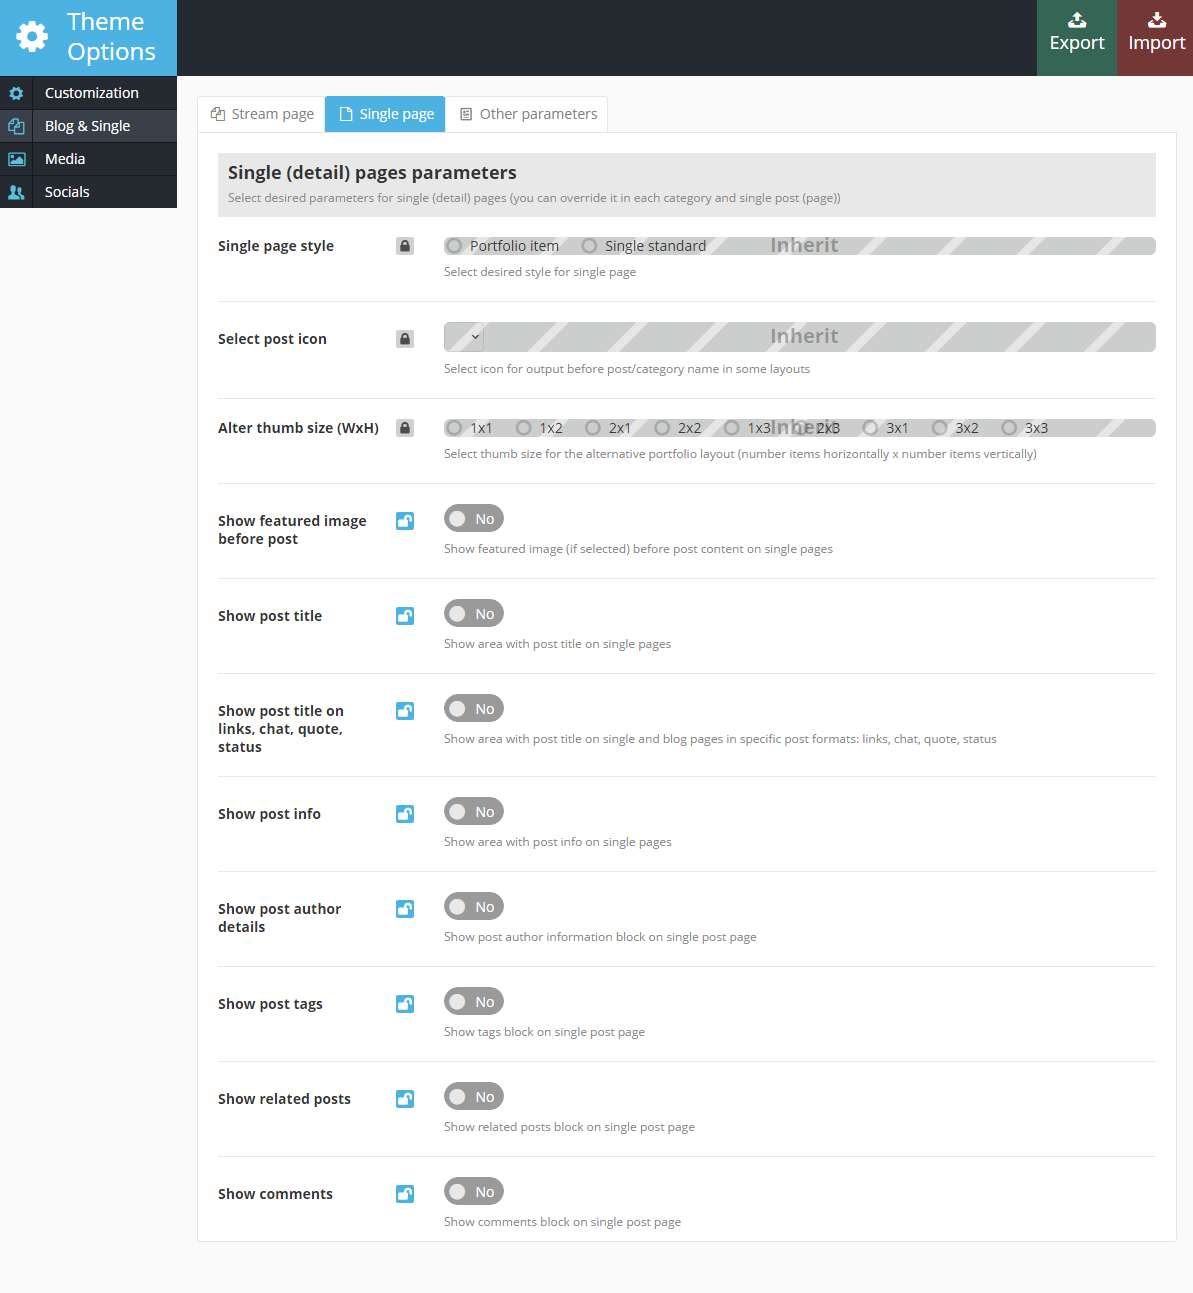 Theme
Options
Export
Import
Customization
Blog & Single
Media
Socials
Stream page
Single page
Other parameters
Single (detail) pages parameters
Select desired parameters for single (detail) pages (you can override it in each category and single post (page))
Single page style
Portfolio item
Single standard
Inherit
Select desired style for single page
Select post icon
Inherit
Select icon for output before post/category name in some layouts
Alter thumb size (WxH)
1x1 1x2 2x1 2x2 1x3 2x3 3x1 3x2 3x3
Inherit
Select thumb size for the alternative portfolio layout (number items horizontally x number items vertically)
Show featured image
before post
No
Show featured image (if selected) before post content on single pages
Show post title
No
Show area with post title on single pages
Show post title on
links, chat, quote,
status
No
Show area with post title on single and blog pages in specific post formats: links, chat, quote, status
Show post info
No
Show area with post info on single pages
Show post author
details
No
Show post author information block on single post page
Show post tags
No
Show tags block on single post page
Show related posts
No
Show related posts block on single post page
Show comments
No
Show comments block on single post page